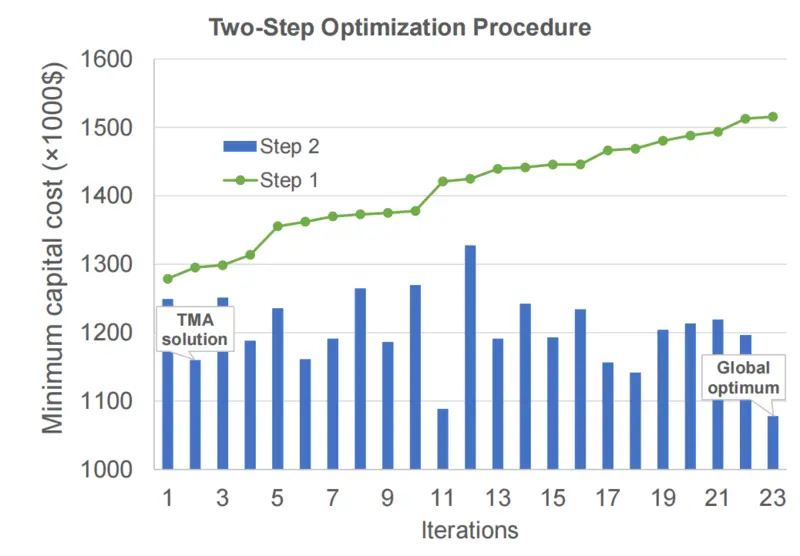 Two-Step Optimization Procedure
Minimum capital cost (×1000$)
1600
1500
1400
1300
1200
1100
1000
Step 2
Step 1
TMA
solution
Global
optimum
1 3 5 7 9 11 13 15 17 19 21 23
Iterations